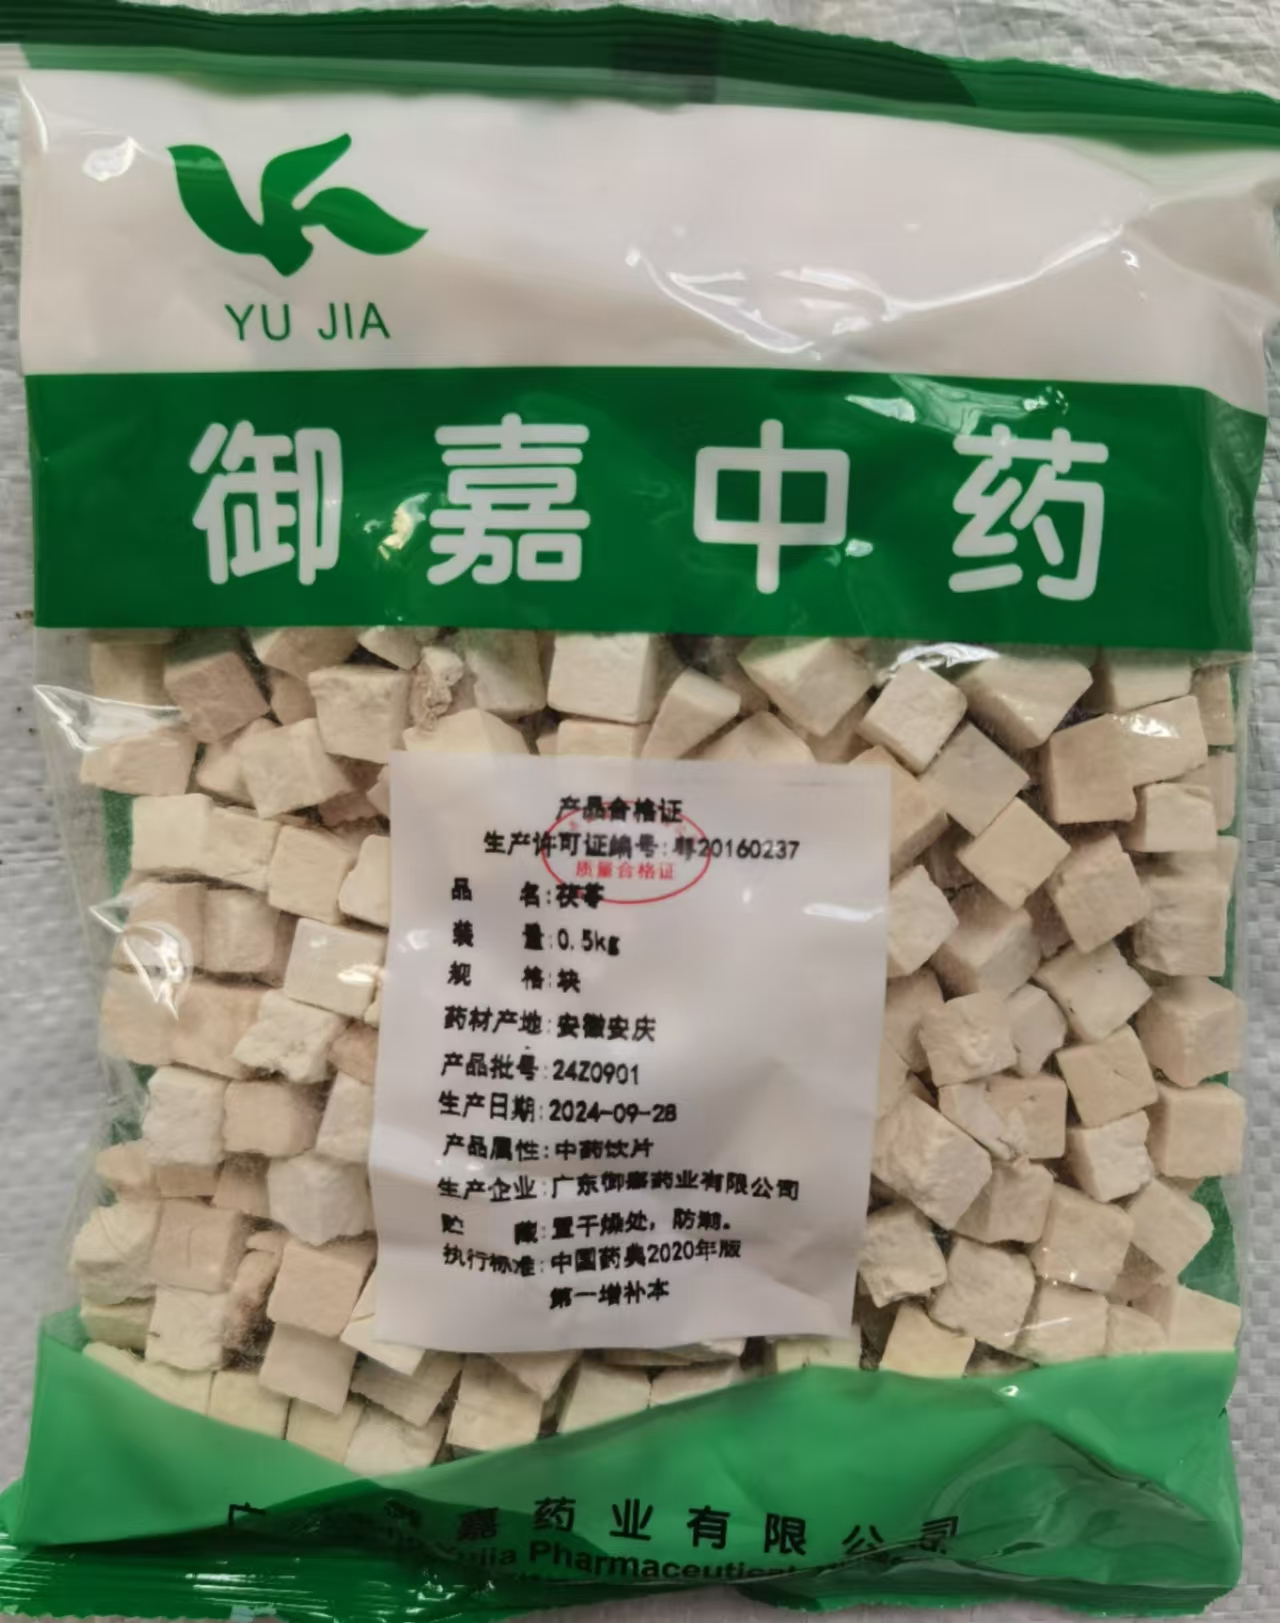 YU JIA
御嘉中药
产品合格证
生产许可证编号:粤20160237
质量合格证
品 名:茯苓
装 量:0.5kg
规 格:块
药材产地:安徽安庆
产品批号:24Z0901
生产日期:2024-09-28
产品属性:中药饮片
生产企业:广东御嘉药业有限公司
贮 藏:置干燥处，防潮。
执行标准:中国药典2020年版
第一增补本
嘉药业有限公司
Pharmaceutical